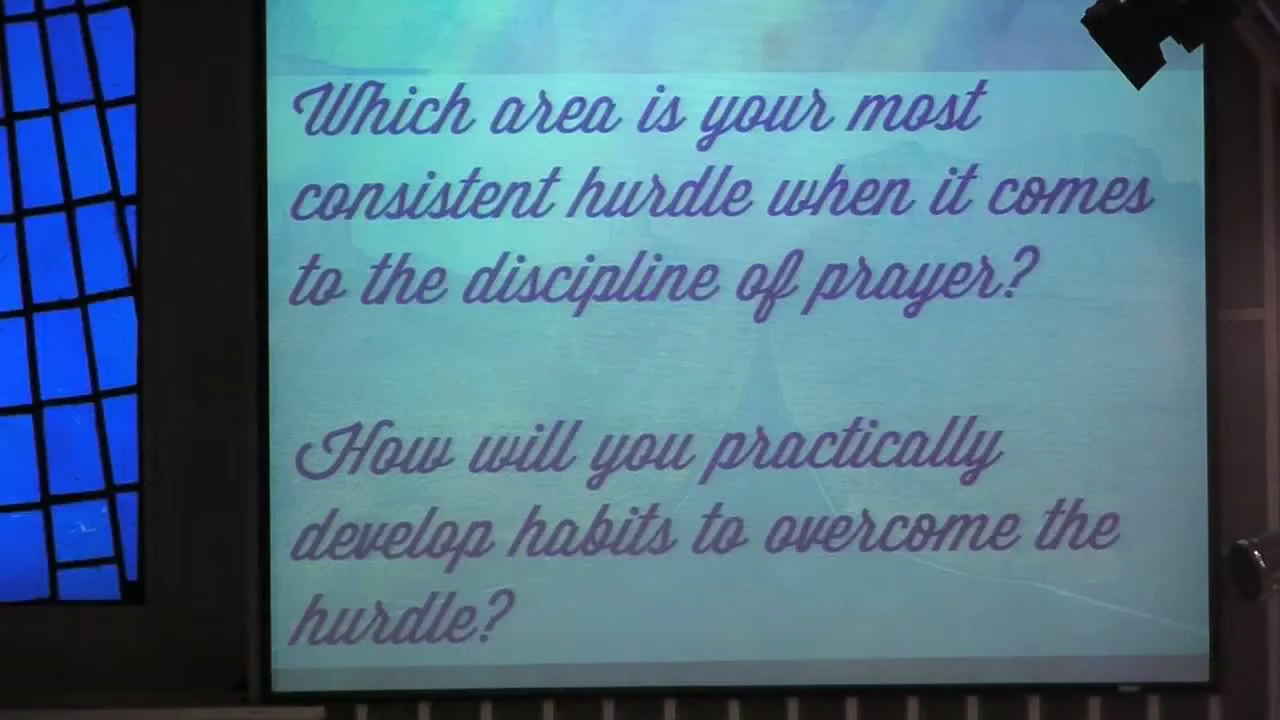 Which area is your most
consistent hurdle when it comes
to the discipline of prayer?
How will you practically
develop habits to overcome the
hurdle?